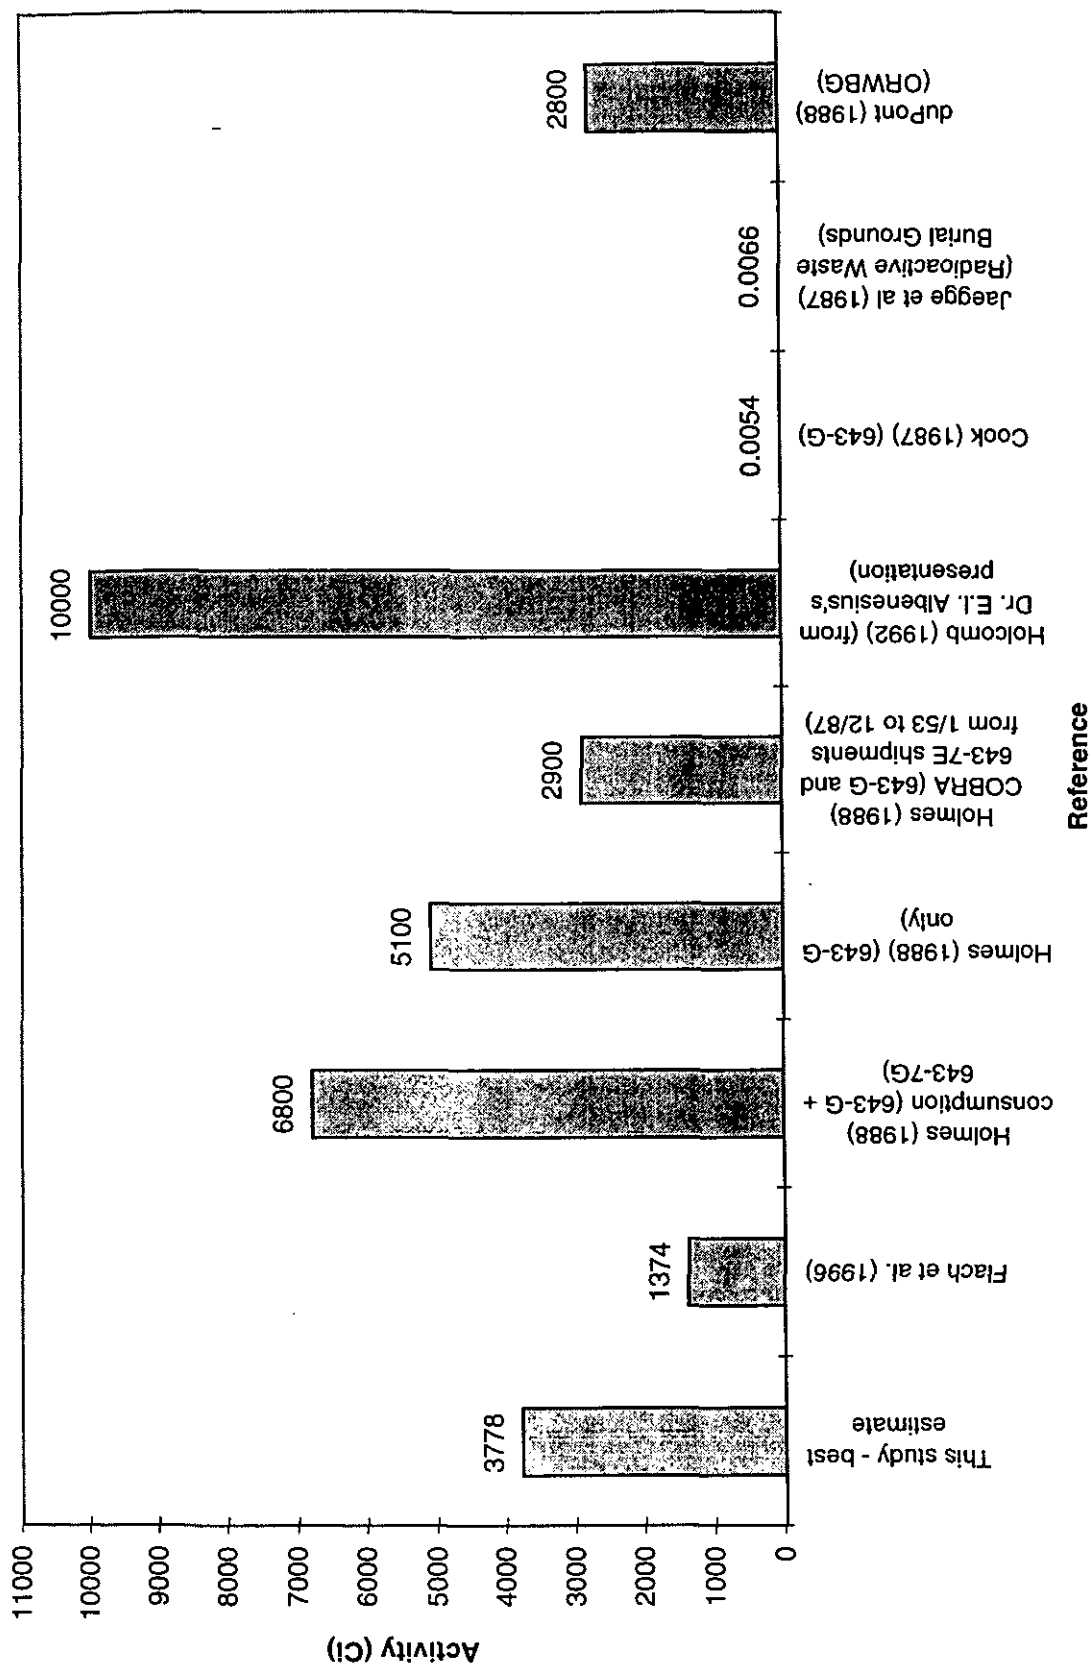 11000
10000
9000
8000
7000
6000
5000
4000
3000
2000
1000
0
Activity (Ci)
3778
1374
6800
5100
2900
10000
0.0054
0.0066
2800
This study - best
estimate
Flach et al. (1996)
Holmes (1988)
consumption (643-G +
643-7G)
Holmes (1988) (643-G
only)
Holmes (1988)
COBRA (643-G and
643-7E shipments
from 1/53 to 12/87)
Holcomb (1992) (from
Dr. E.I. Albenesius's
presentation)
Cook (1987) (643-G)
Jaegge et al (1987)
(Radioactive Waste
Burial Grounds)
duPont (1988)
(ORWBG)
Reference